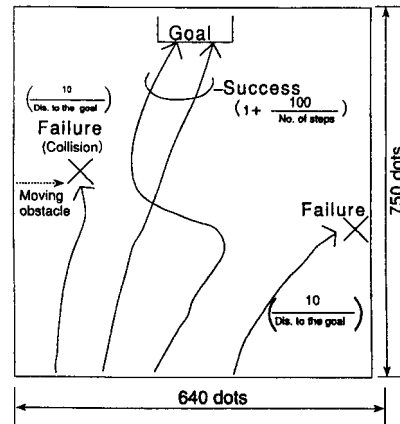 Goal
Success
(1 + 100 / No. of steps)
(10 / Dis. to the goal)
Failure
(Collision)
Moving
obstacle
Failure
(10 / Dis. to the goal)
750 dots
640 dots